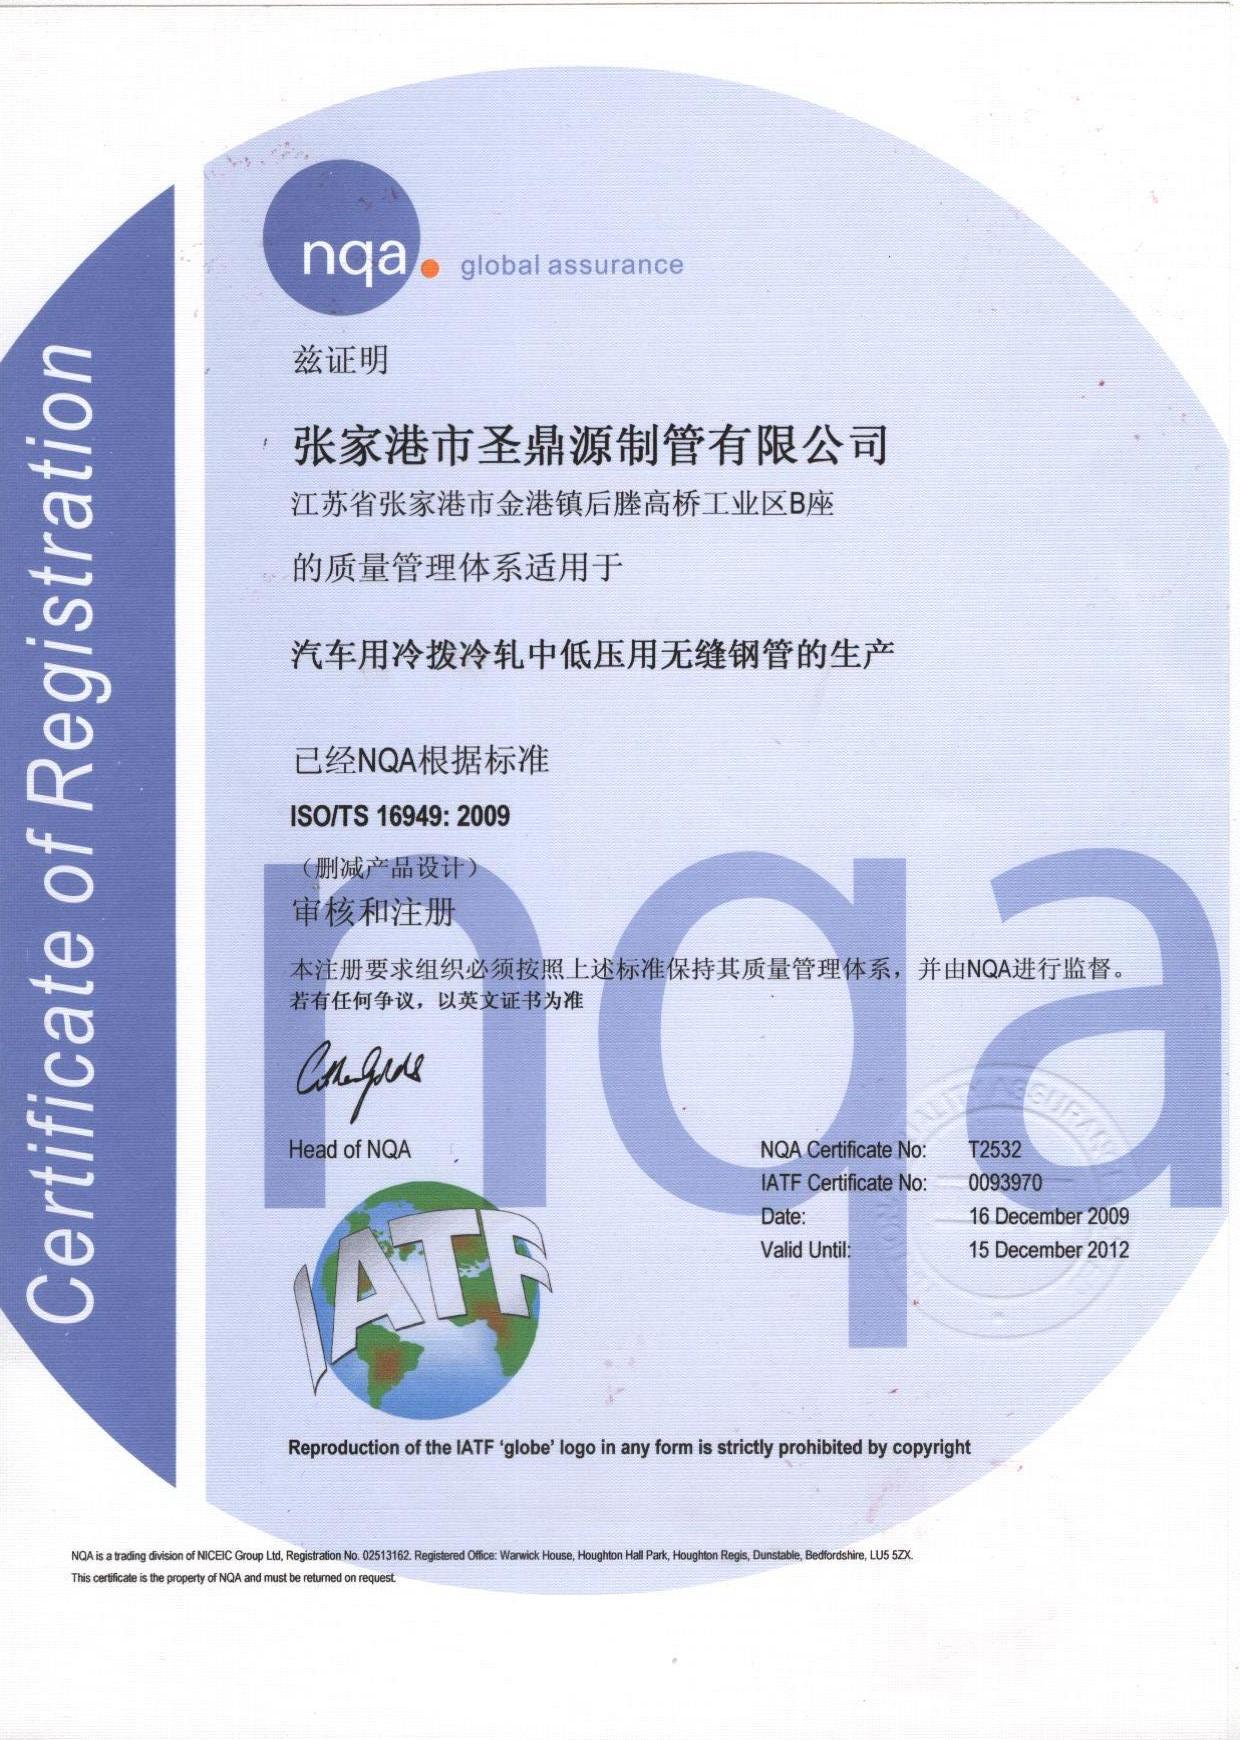 Certificate of Registration
nqa.
global assurance
兹证明
张家港市圣鼎源制管有限公司
江苏省张家港市金港镇后塍高桥工业区B座
的质量管理体系适用于
汽车用冷拨冷轧中低压用无缝钢管的生产
已经NQA根据标准
ISO/TS 16949: 2009
（删减产品设计）
审核和注册
本注册要求组织必须按照上述标准保持其质量管理体系，并由NQA进行监督。
若有任何争议，以英文证书为准
nqa
Head of NQA
NQA Certificate No: T2532
IATF Certificate No: 0093970
Date: 16 December 2009
Valid Until: 15 December 2012
IATF
Reproduction of the IATF ‘globe’ logo in any form is strictly prohibited by copyright
NQA is a trading division of NICEIC Group Ltd, Registration No. 02513162. Registered Office: Warwick House, Houghton Hall Park, Houghton Regis, Dunstable, Bedfordshire, LU5 5ZX.
This certificate is the property of NQA and must be returned on request.